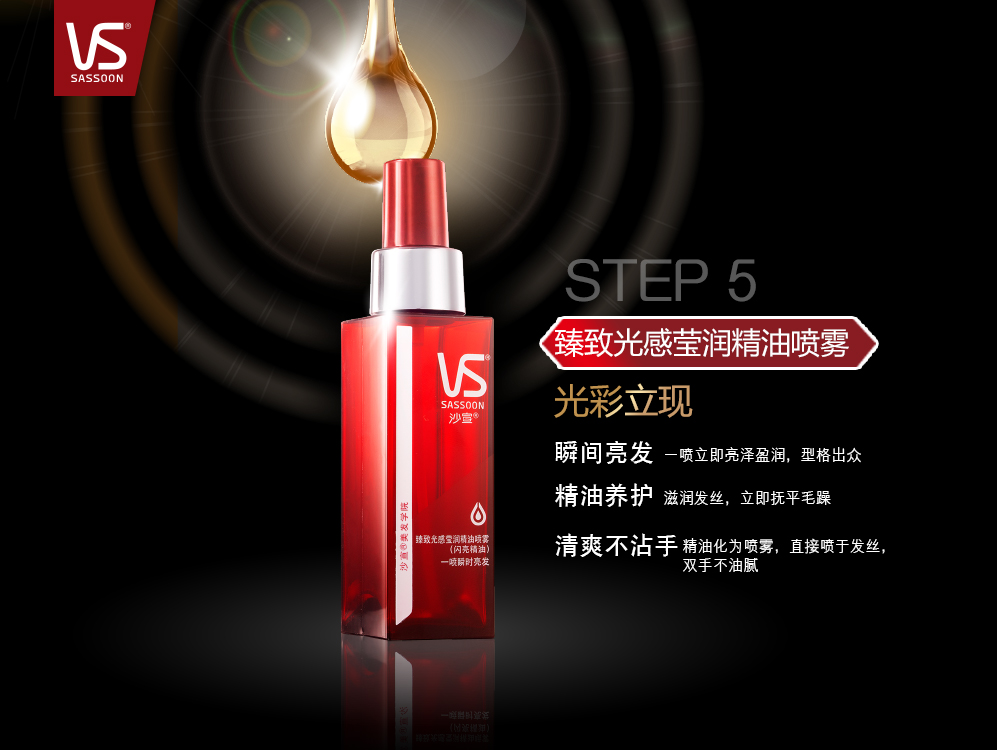 VS®
SASSOON
STEP 5
臻致光感莹润精油喷雾
光彩立现
瞬间亮发 一喷立即亮泽盈润，型格出众
精油养护 滋润发丝，立即抚平毛躁
清爽不沾手 精油化为喷雾，直接喷于发丝，
双手不油腻
VS®
SASSOON
沙宣®
沙宣®美发学院
臻致光感莹润精油喷雾
（闪亮精油）
一喷瞬时亮发